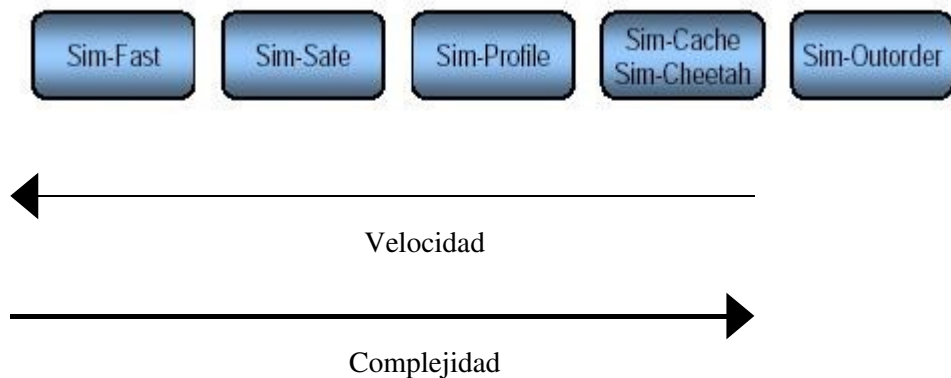 Sim-Fast
Sim-Safe
Sim-Profile
Sim-Cache
Sim-Cheetah
Sim-Outorder
Velocidad
Complejidad